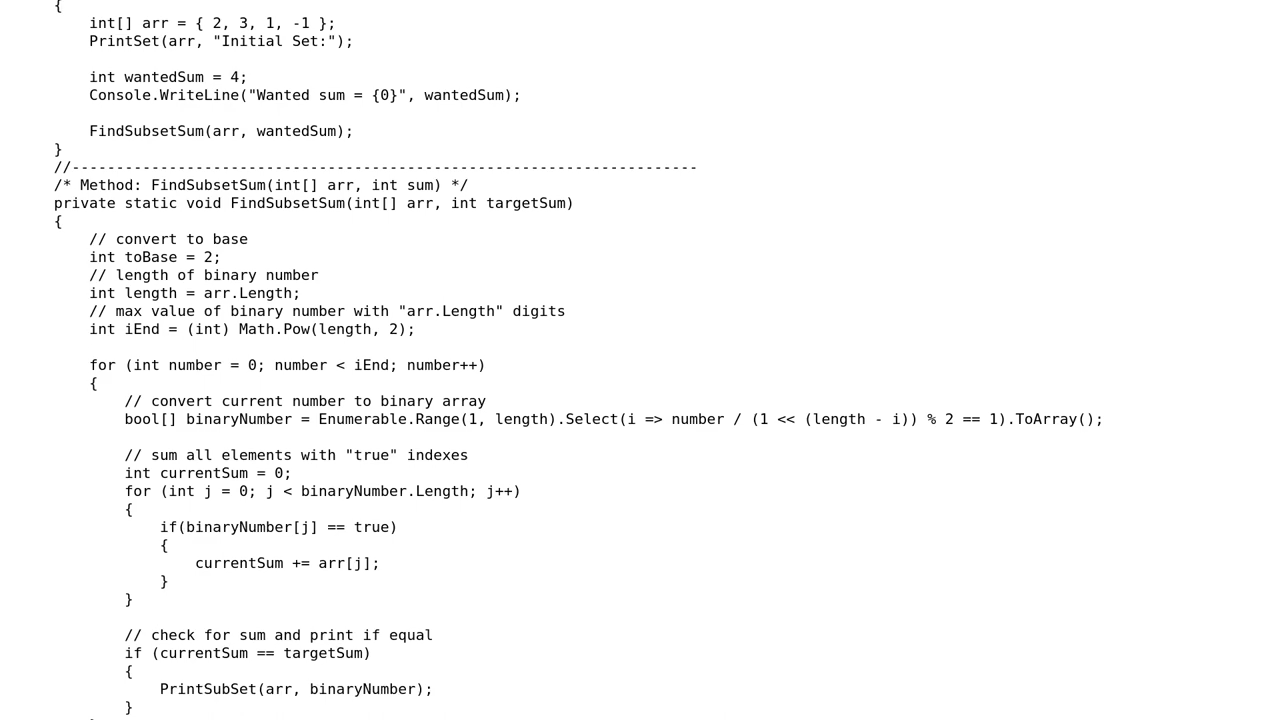 {
    int[] arr = { 2, 3, 1, -1 };
    PrintSet(arr, "Initial Set:");

    int wantedSum = 4;
    Console.WriteLine("Wanted sum = {0}", wantedSum);

    FindSubsetSum(arr, wantedSum);
}
//-----------------------------------------------------------------------
/* Method: FindSubsetSum(int[] arr, int sum) */
private static void FindSubsetSum(int[] arr, int targetSum)
{
    // convert to base
    int toBase = 2;
    // length of binary number
    int length = arr.Length;
    // max value of binary number with "arr.Length" digits
    int iEnd = (int) Math.Pow(length, 2);

    for (int number = 0; number < iEnd; number++)
    {
        // convert current number to binary array
        bool[] binaryNumber = Enumerable.Range(1, length).Select(i => number / (1 << (length - i)) % 2 == 1).ToArray();

        // sum all elements with "true" indexes
        int currentSum = 0;
        for (int j = 0; j < binaryNumber.Length; j++)
        {
            if(binaryNumber[j] == true)
            {
                currentSum += arr[j];
            }
        }

        // check for sum and print if equal
        if (currentSum == targetSum)
        {
            PrintSubSet(arr, binaryNumber);
        }